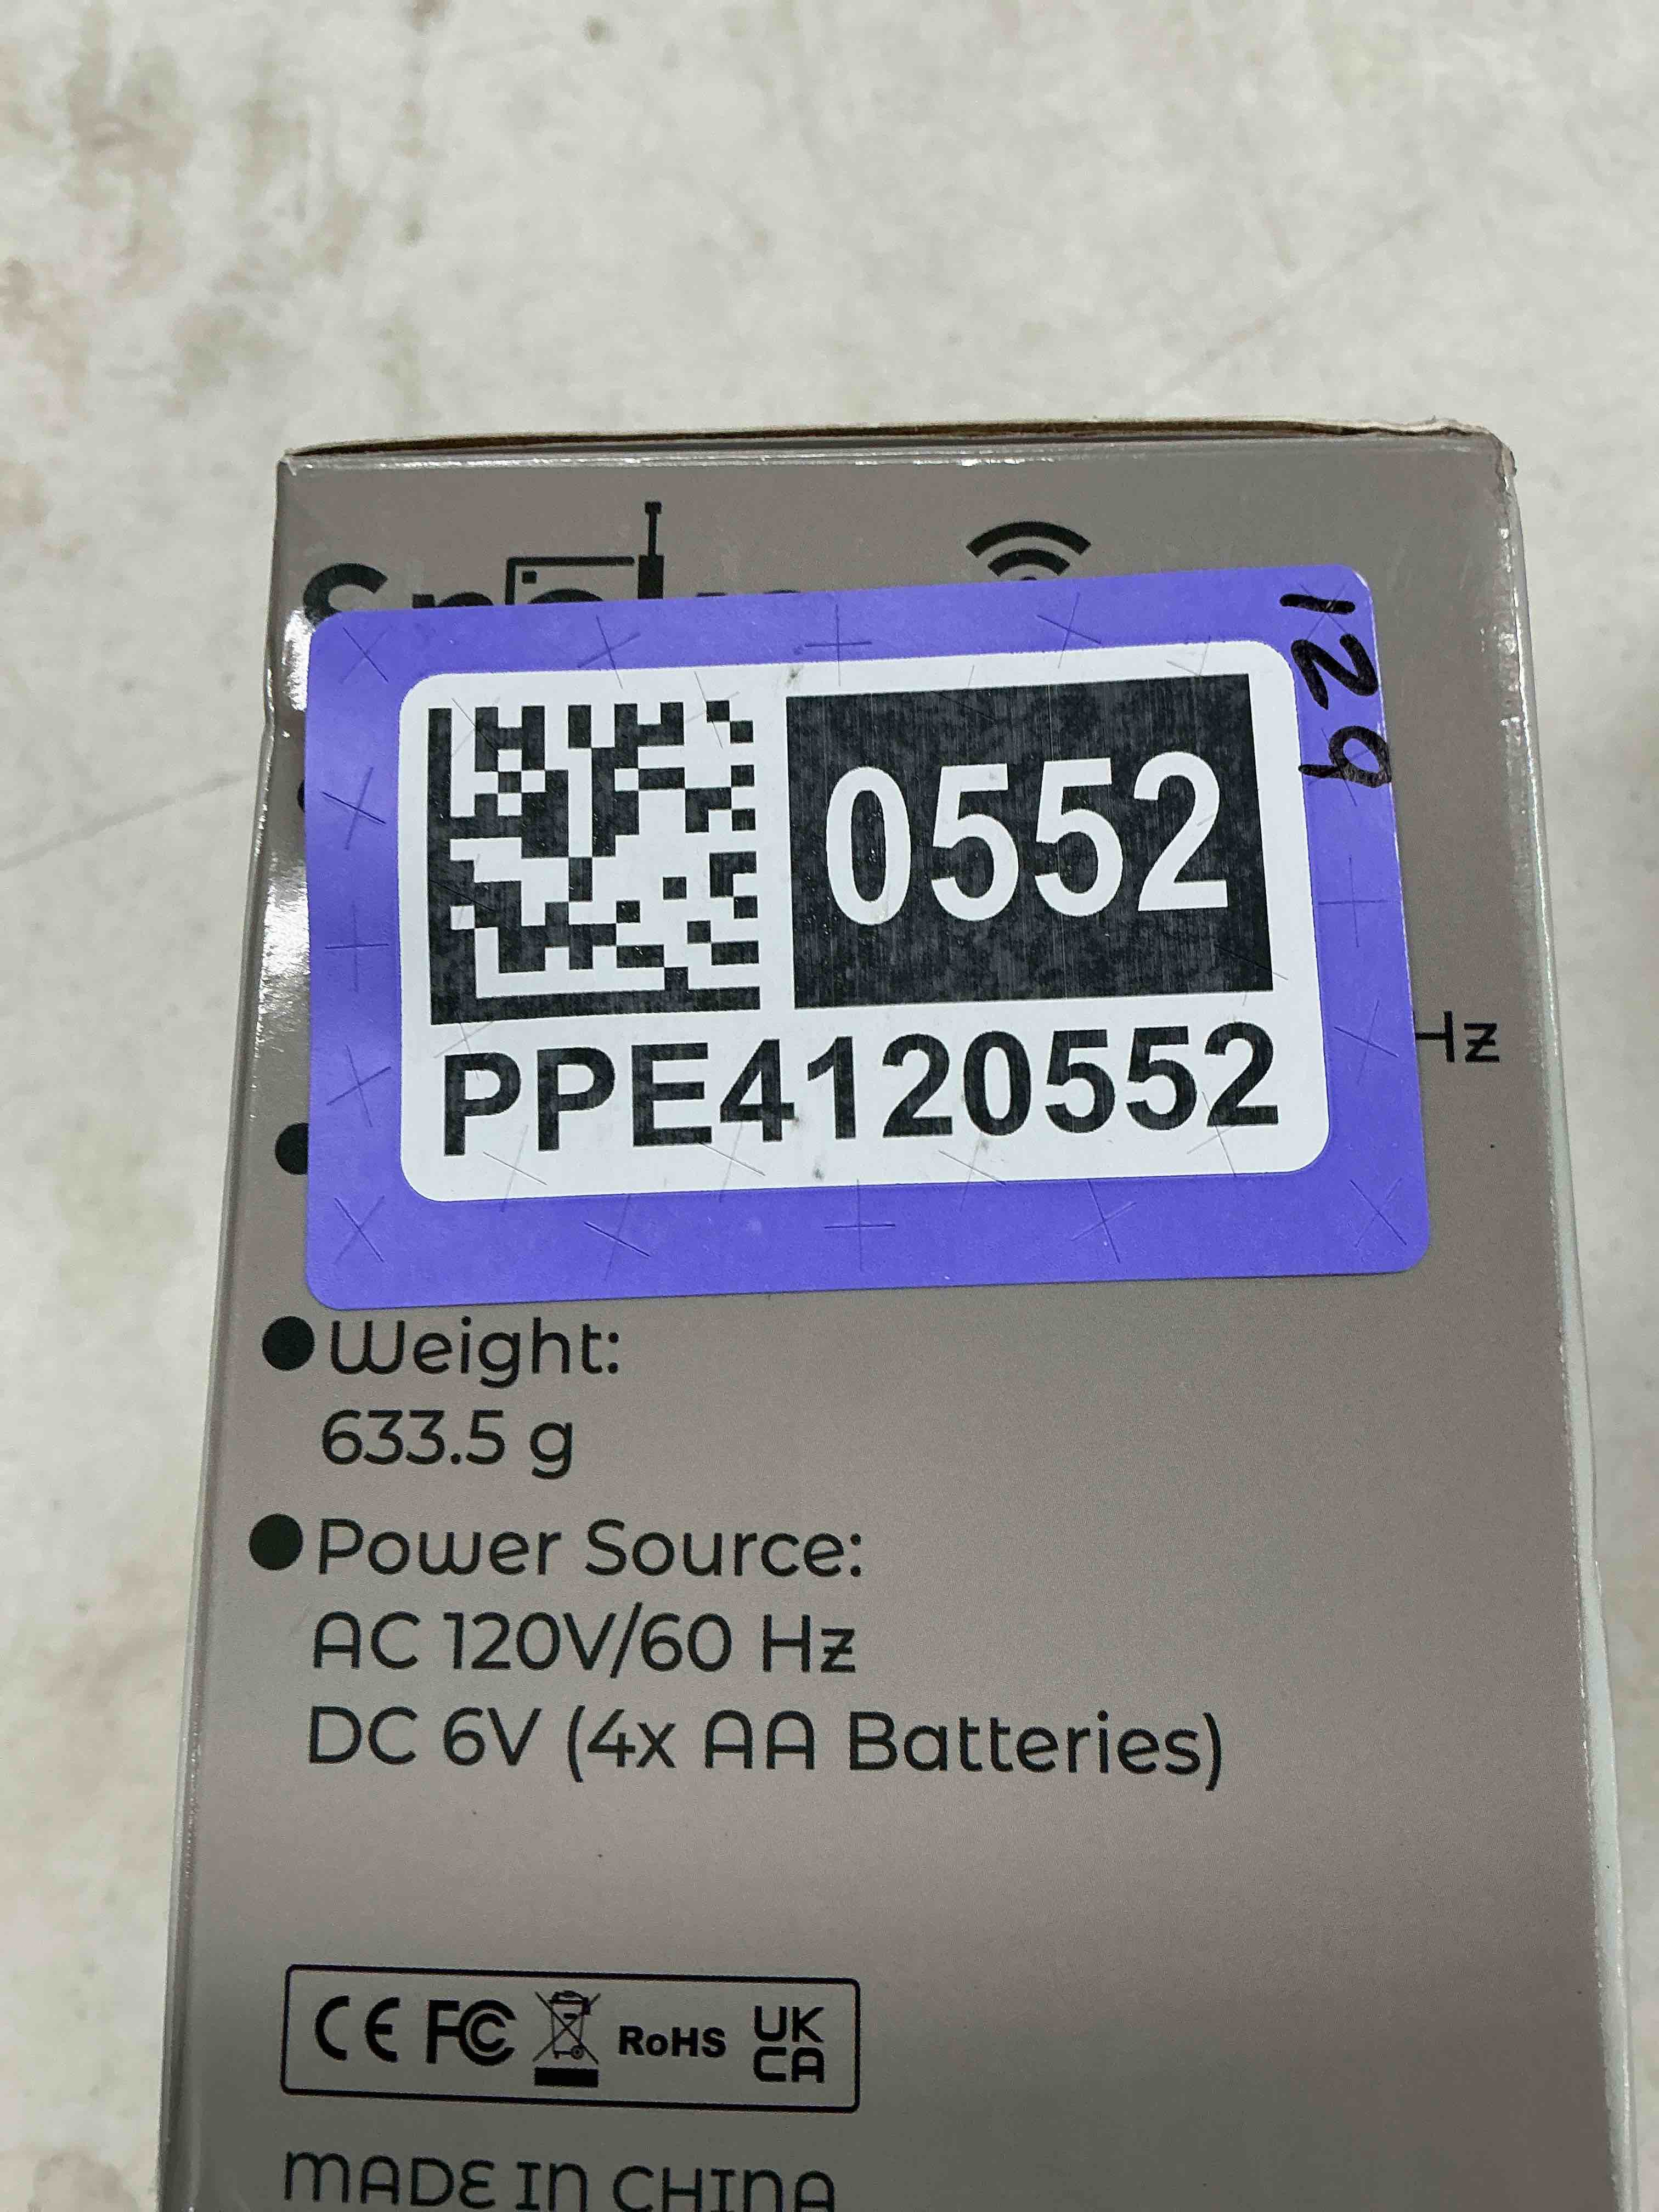 129
0552
PPE4120552
Hz
Weight:
633.5 g
Power Source:
AC 120V/60 Hz
DC 6V (4x AA Batteries)
CE FC RoHS UK
CA
MADE IN CHINA